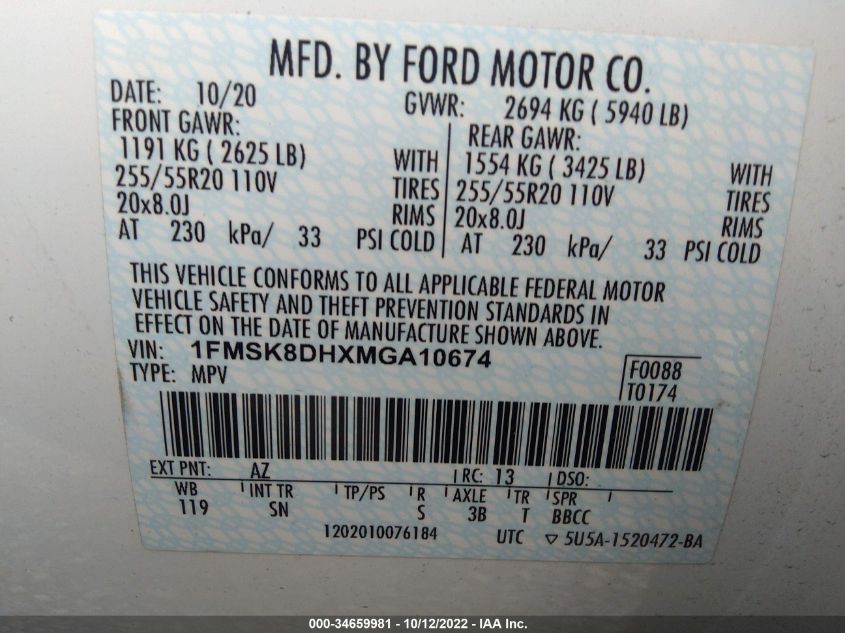 MFD. BY FORD MOTOR CO.
DATE: 10/20 GVWR: 2694 KG ( 5940 LB)
FRONT GAWR: REAR GAWR:
1191 KG ( 2625 LB) WITH 1554 KG ( 3425 LB) WITH
255/55R20 110V TIRES 255/55R20 110V TIRES
20x8.0J RIMS 20x8.0J RIMS
AT 230 kPa/ 33 PSI COLD AT 230 kPa/ 33 PSI COLD
THIS VEHICLE CONFORMS TO ALL APPLICABLE FEDERAL MOTOR
VEHICLE SAFETY AND THEFT PREVENTION STANDARDS IN
EFFECT ON THE DATE OF MANUFACTURE SHOWN ABOVE.
VIN: 1FMSK8DHXMGA10674
TYPE: MPV
F0088
T0174
EXT PNT: AZ RC: 13 DSO:
WB INT TR TP/PS R AXLE TR SPR
119 SN S 3B T BBCC
1202010076184 UTC ▽ 5U5A-1520472-BA
000-34659981 - 10/12/2022 - IAA Inc.